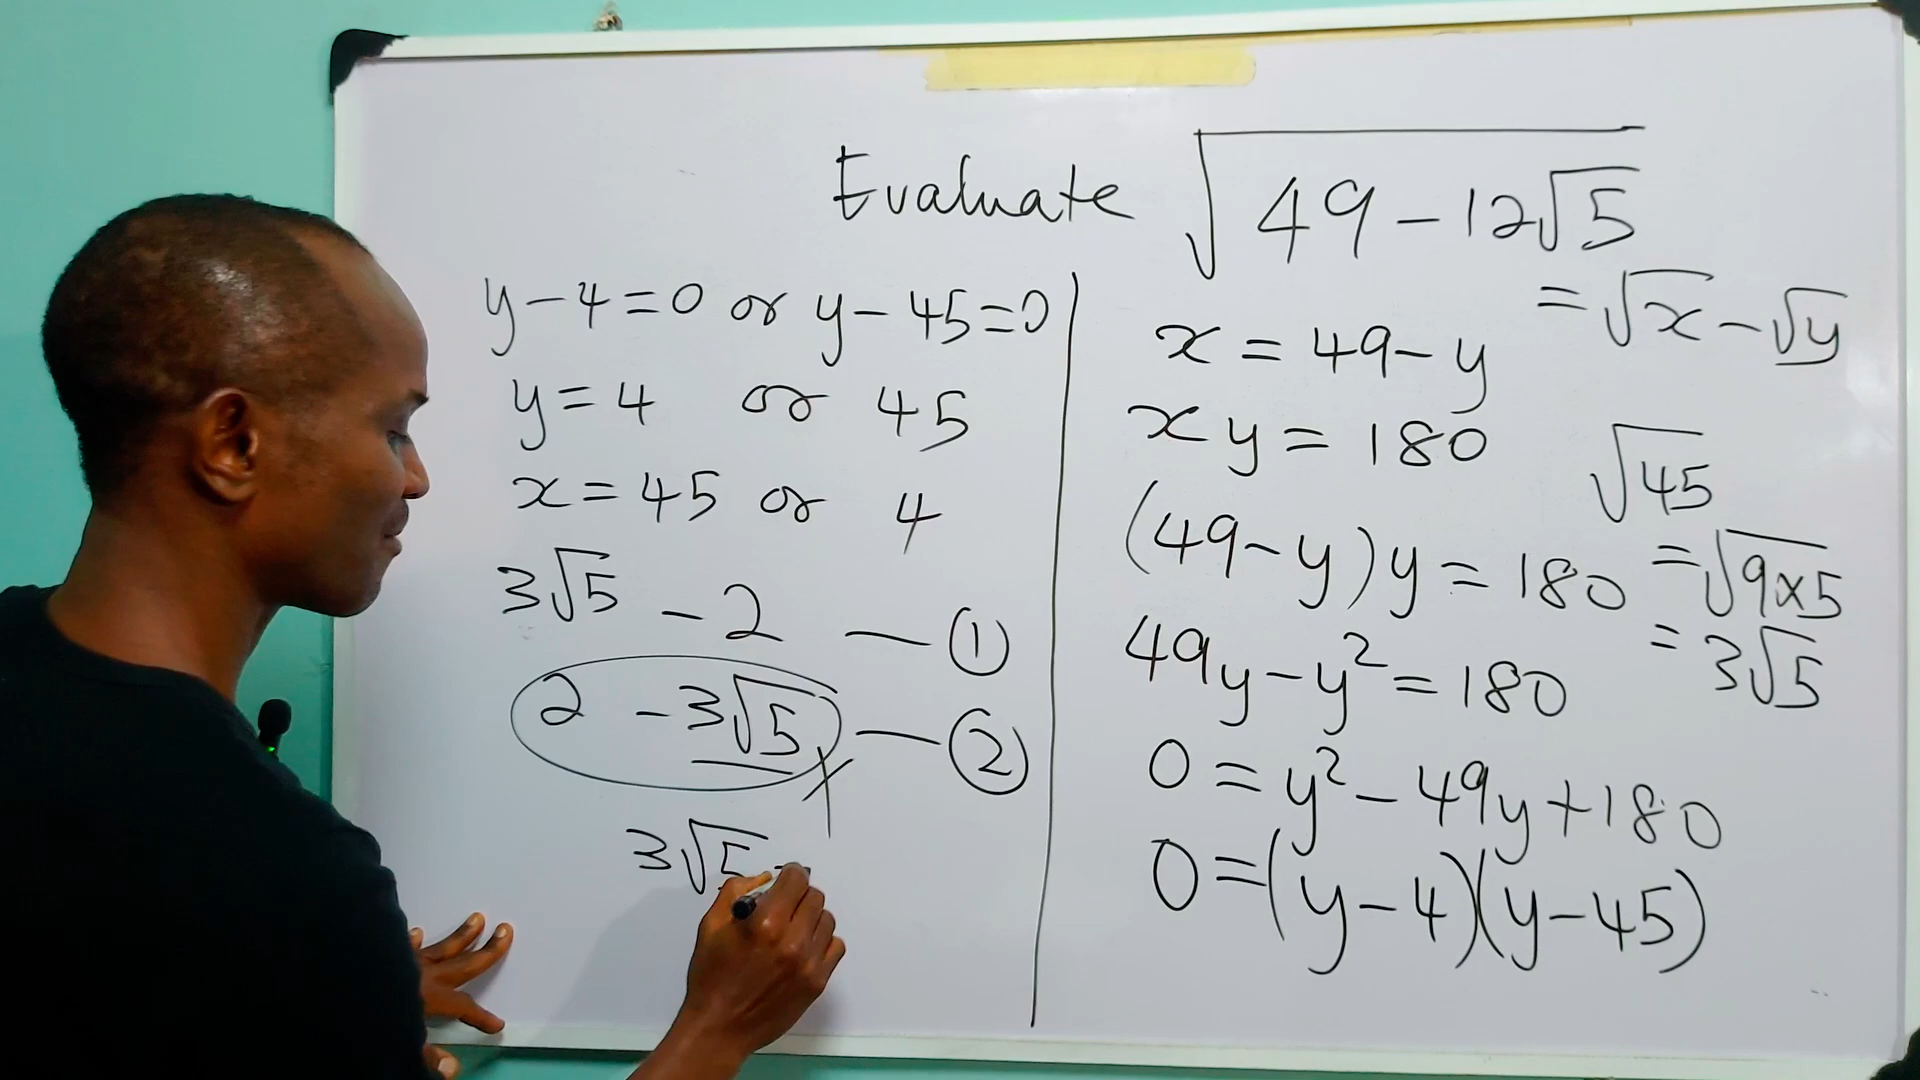 Evaluate √(49-12√5)
= √x - √y
x = 49 - y
xy = 180
(49-y)y = 180
49y - y² = 180
0 = y² - 49y + 180
0 = (y-4)(y-45)
√45
= √(9×5)
= 3√5
y-4=0 or y-45=0
y=4 or 45
x=45 or 4
3√5 - 2 — ①
2 - 3√5 — ②
3√5 -